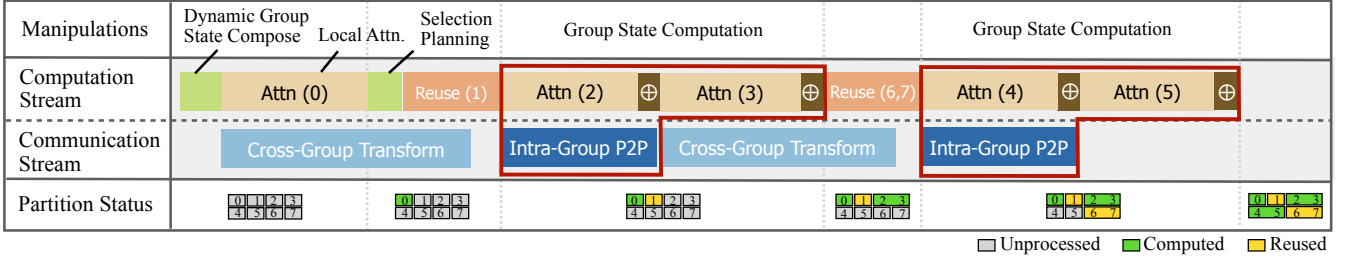 Manipulations
Dynamic Group
State Compose
Local Attn.
Selection
Planning
Group State Computation
Group State Computation
Computation
Stream
Attn (0)
Reuse (1)
Attn (2)
⊕
Attn (3)
⊕
Reuse (6,7)
Attn (4)
⊕
Attn (5)
⊕
Communication
Stream
Cross-Group Transform
Intra-Group P2P
Cross-Group Transform
Intra-Group P2P
Partition Status
0 1 2 3
4 5 6 7
0 1 2 3
4 5 6 7
0 1 2 3
4 5 6 7
0 1 2 3
4 5 6 7
0 1 2 3
4 5 6 7
0 1 2 3
4 5 6 7
Unprocessed Computed Reused